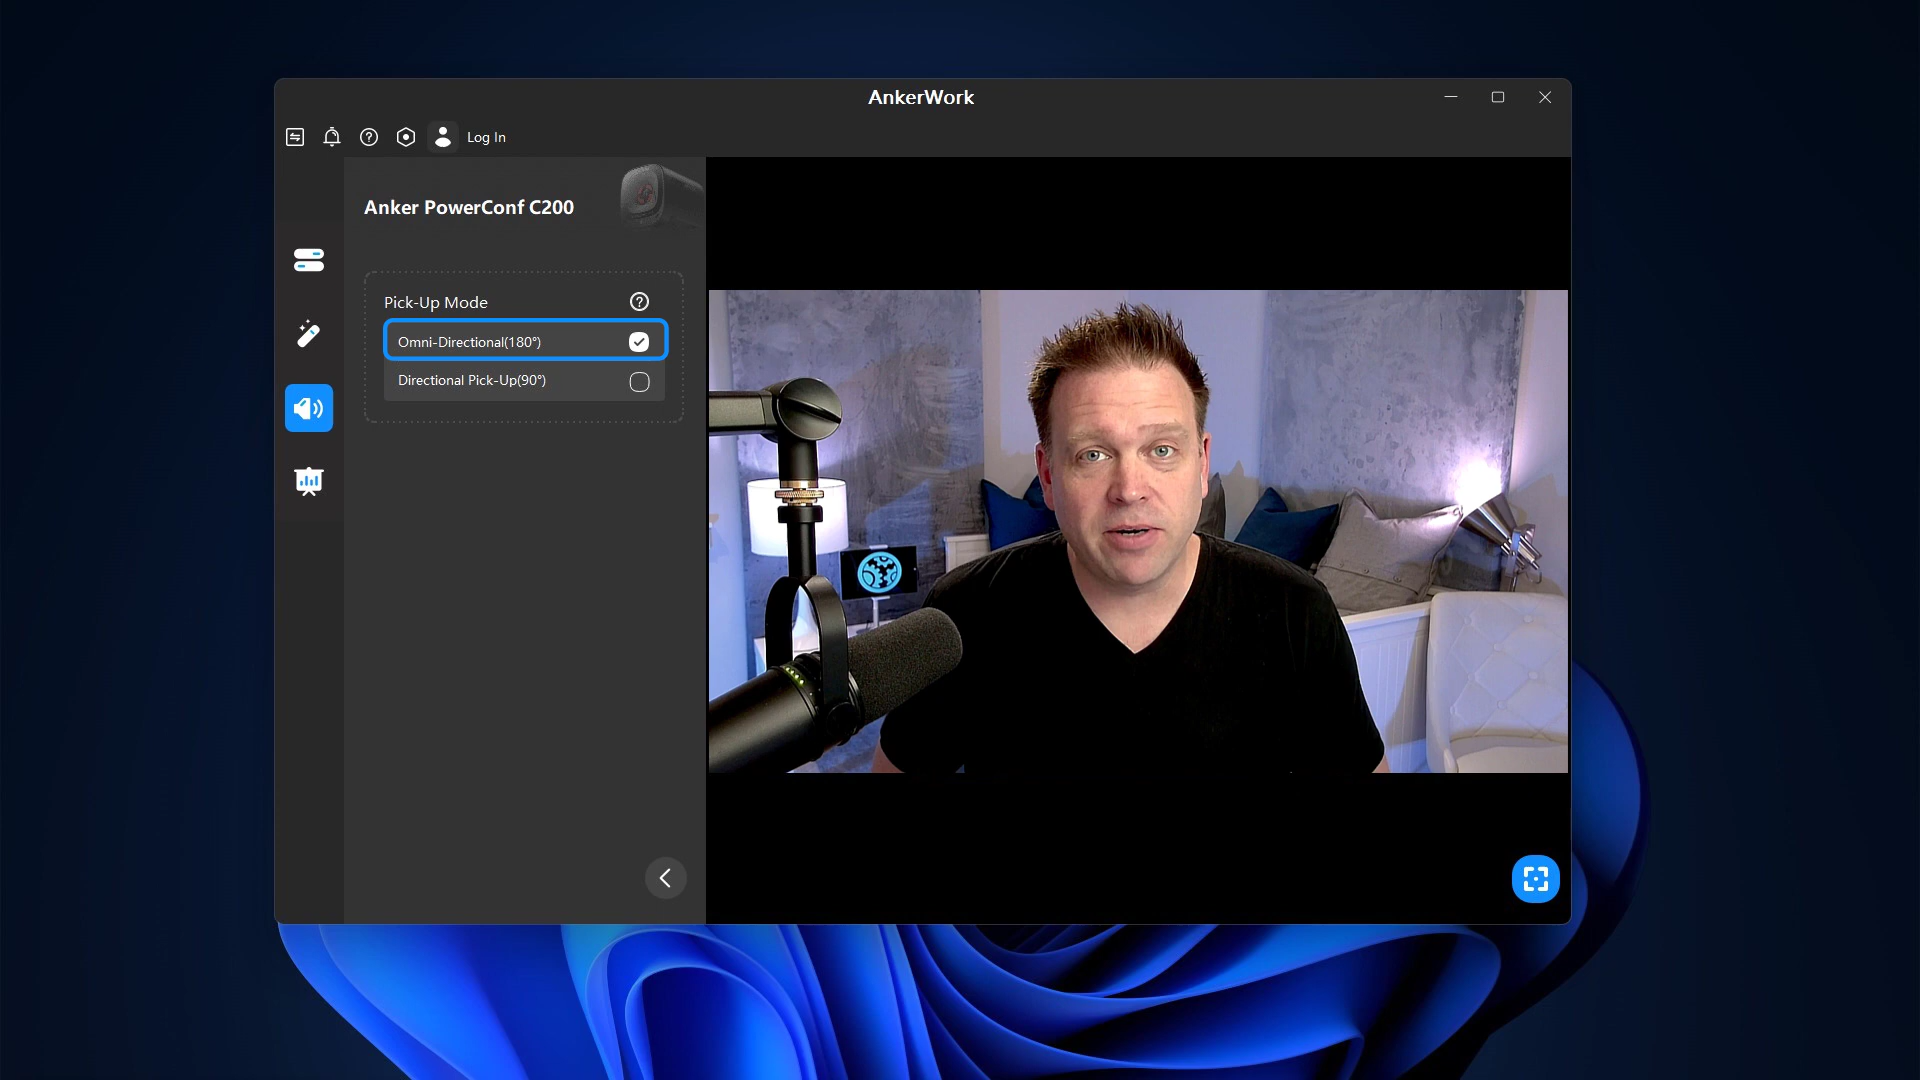 AnkerWork
Log In
Anker PowerConf C200
Pick-Up Mode
Omni-Directional(180°)
Directional Pick-Up(90°)